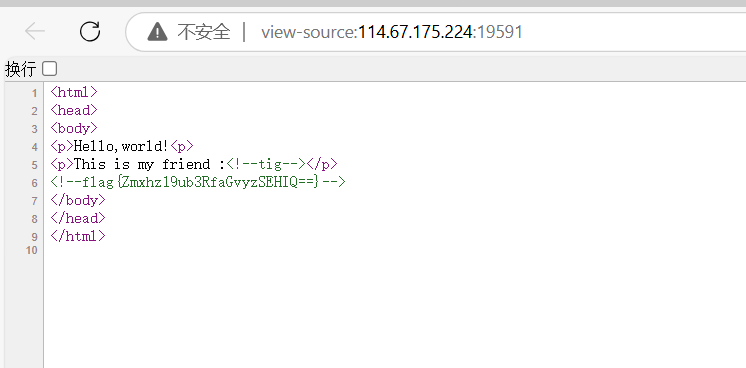 不安全 | view-source:114.67.175.224:19591
换行
1 <html>
2 <head>
3 <body>
4 <p>Hello,world!<p>
5 <p>This is my friend :<!--tig--></p>
6 <!--flag{Zmxhz19ub3RfaGvyzSEHIQ==}-->
7 </body>
8 </head>
9 </html>
10